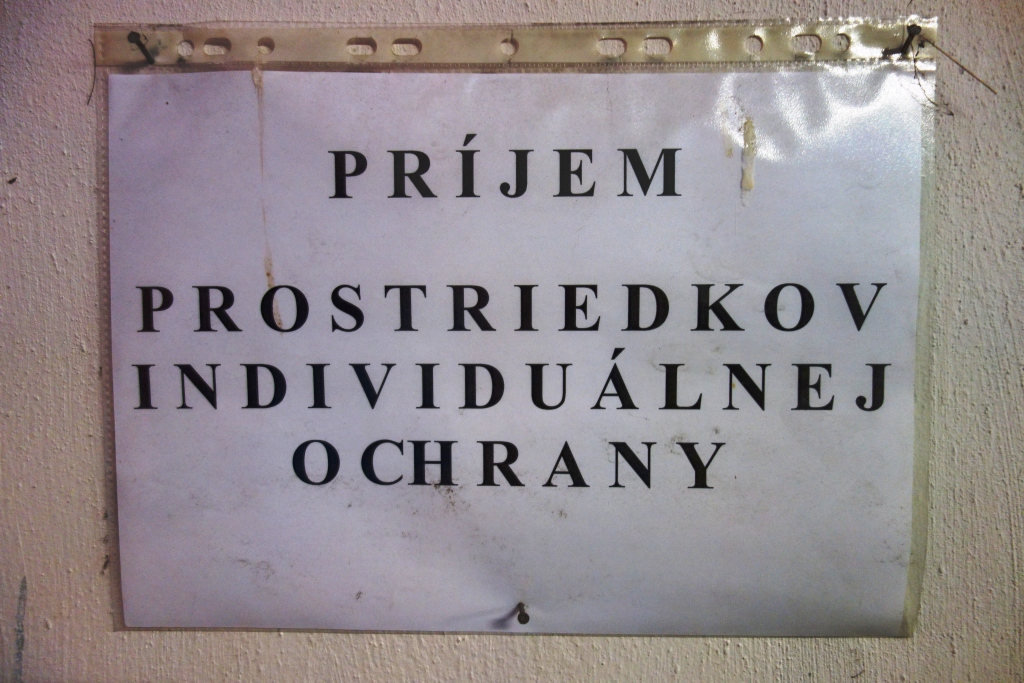 PRÍJEM
PROSTRIEDKOV
INDIVIDUÁLNEJ
OCHRANY